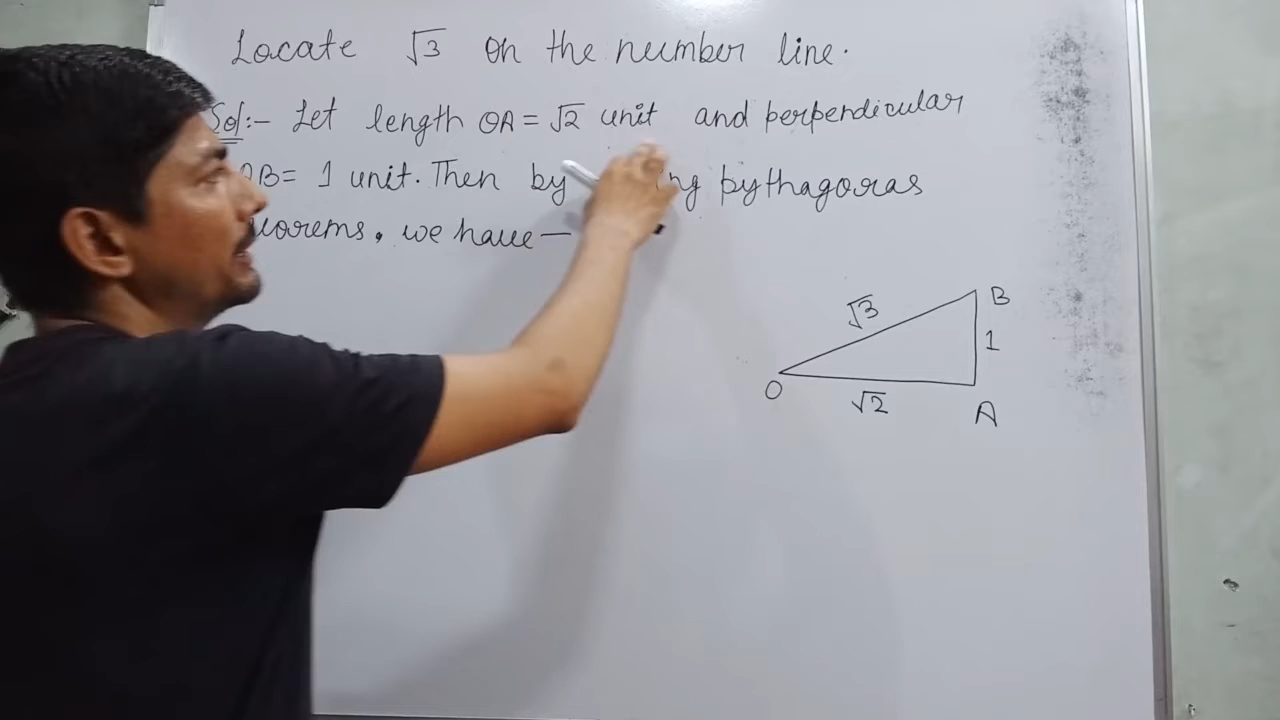 Locate √3 on the number line.
Sol:- Let length OA = √2 unit and perpendicular
B= 1 unit. Then by pythagoras
we have —
√3
B
1
O
√2
A